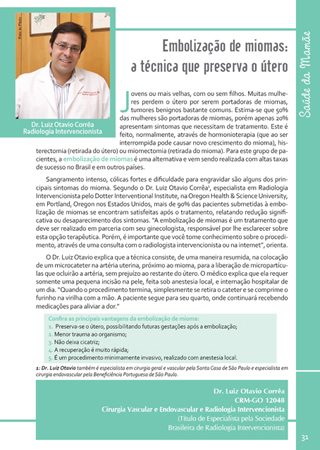 Embolização de miomas:
a técnica que preserva o útero
Saúde da Mamãe
Dr. Luiz Otavio Corrêa
Radiologia Intervencionista
Jovens ou mais velhas, com ou sem filhos. Muitas mulhe-
res perdem o útero por serem portadoras de miomas,
tumores benignos bastante comuns. Estima-se que 50%
das mulheres são portadoras de miomas, porém apenas 20%
apresentam sintomas que necessitam de tratamento. Este é
feito, normalmente, através de hormonioterapia (que ao ser
interrompida pode causar novo crescimento do mioma), his-
terectomia (retirada do útero) ou miomectomia (retirada do mioma). Para este grupo de pa-
cientes, a embolização de miomas é uma alternativa e vem sendo realizada com altas taxas
de sucesso no Brasil e em outros países.
Sangramento intenso, cólicas fortes e dificuldade para engravidar são alguns dos prin-
cipais sintomas do mioma. Segundo o Dr. Luiz Otavio Corrêa¹, especialista em Radiologia
Intervencionista pelo Dotter Interventional Institute, na Oregon Health & Science University,
em Portland, Oregon nos Estados Unidos, mais de 90% das pacientes submetidas à embo-
lização de miomas se encontram satisfeitas após o tratamento, relatando redução signifi-
cativa ou desaparecimento dos sintomas. "A embolização de miomas é um tratamento que
deve ser realizado em parceria com seu ginecologista, responsável por lhe esclarecer sobre
esta opção terapêutica. Porém, é importante que você tome conhecimento sobre o procedi-
mento, através de uma consulta com o radiologista intervencionista ou na internet", orienta.
O Dr. Luiz Otavio explica que a técnica consiste, de uma maneira resumida, na colocação
de um microcateter na artéria uterina, próximo ao mioma, para a liberação de micropartícu-
las que ocluirão a artéria, sem prejuízo ao restante do útero. O médico explica que ela requer
somente uma pequena incisão na pele, feita sob anestesia local, e internação hospitalar de
um dia. "Quando o procedimento termina, simplesmente se retira o cateter e se comprime o
furinho na virilha com a mão. A paciente segue para seu quarto, onde continuará recebendo
medicações para aliviar a dor."
Confira as principais vantagens da embolização de mioma:
1. Preserva-se o útero, possibilitando futuras gestações após a embolização;
2. Menor trauma ao organismo;
3. Não deixa cicatriz;
4. A recuperação é muito rápida;
5. É um procedimento minimamente invasivo, realizado com anestesia local.
1: Dr. Luiz Otavio também é especialista em cirurgia geral e vascular pela Santa Casa de São Paulo e especialista em
cirurgia endovascular pela Beneficência Portuguesa de São Paulo.
Dr. Luiz Otavio Corrêa
CRM-GO 12048
Cirurgia Vascular e Endovascular e Radiologia Intervencionista
(Título de Especialista pela Sociedade
Brasileira de Radiologia Intervencionista)
31